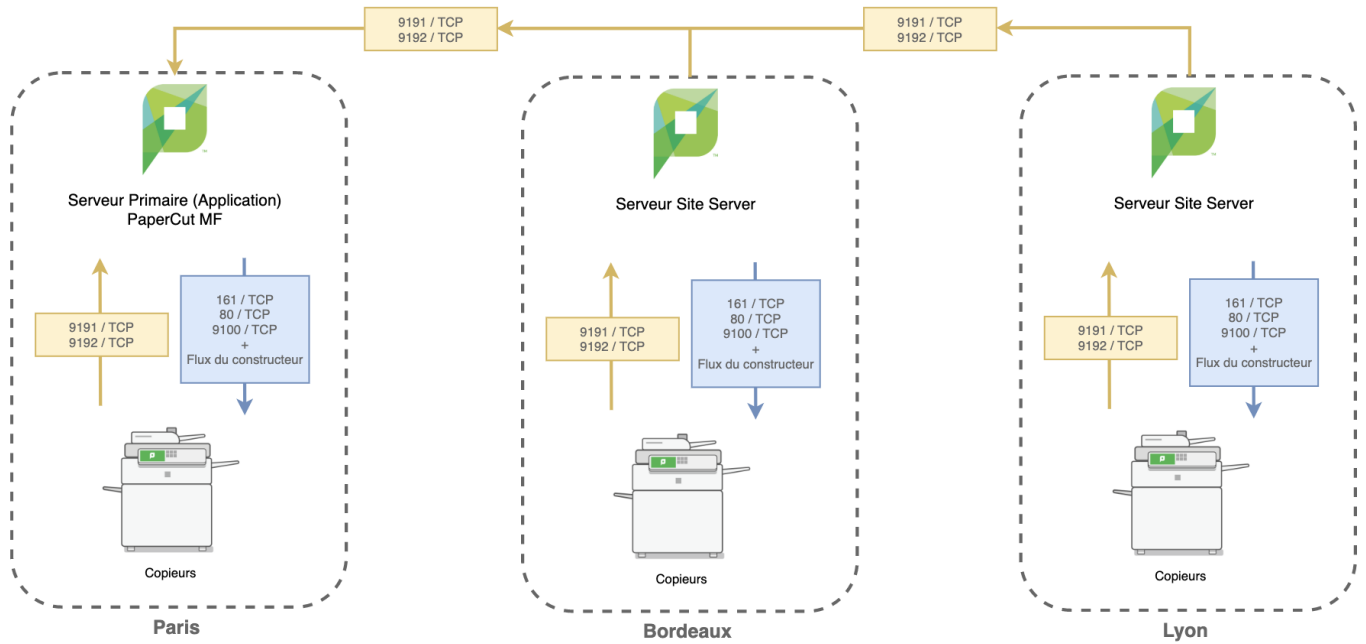 9191 / TCP
9192 / TCP
9191 / TCP
9192 / TCP
TM
Serveur Primaire (Application)
PaperCut MF
9191 / TCP
9192 / TCP
161 / TCP
80 / TCP
9100 / TCP
+
Flux du constructeur
Copieurs
Paris
TM
Serveur Site Server
9191 / TCP
9192 / TCP
161 / TCP
80 / TCP
9100 / TCP
+
Flux du constructeur
Copieurs
Bordeaux
TM
Serveur Site Server
9191 / TCP
9192 / TCP
161 / TCP
80 / TCP
9100 / TCP
+
Flux du constructeur
Copieurs
Lyon